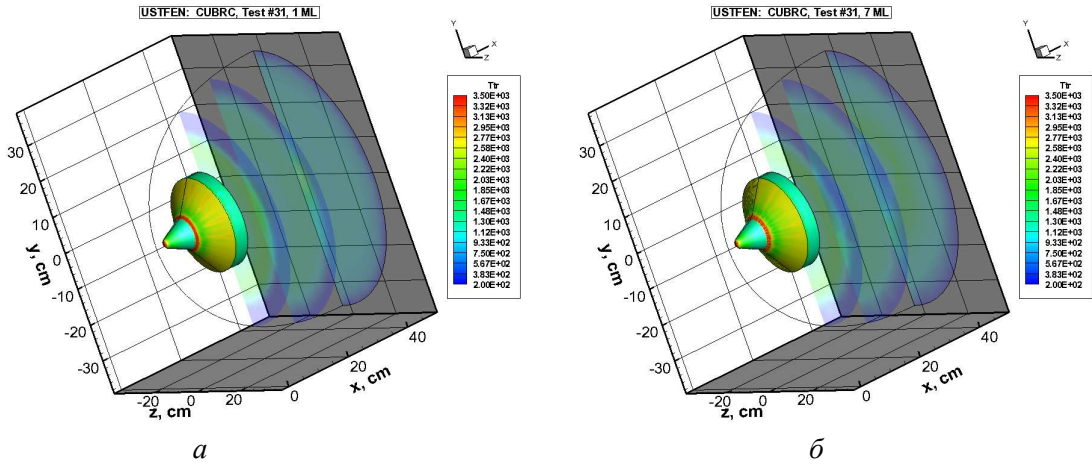 USTFEN: CUBRC, Test #31, 1 ML
Y
X
Z
Ttr
3.50E+03
3.32E+03
3.13E+03
2.95E+03
2.77E+03
2.58E+03
2.40E+03
2.22E+03
2.03E+03
1.85E+03
1.67E+03
1.48E+03
1.30E+03
1.12E+03
9.33E+02
7.50E+02
5.67E+02
3.83E+02
2.00E+02
30
20
10
0
-10
-20
-30
y, cm
-20
0
20
z, cm
0
20
40
x, cm
а
USTFEN: CUBRC, Test #31, 7 ML
Y
X
Z
Ttr
3.50E+03
3.32E+03
3.13E+03
2.95E+03
2.77E+03
2.58E+03
2.40E+03
2.22E+03
2.03E+03
1.85E+03
1.67E+03
1.48E+03
1.30E+03
1.12E+03
9.33E+02
7.50E+02
5.67E+02
3.83E+02
2.00E+02
30
20
10
0
-10
-20
-30
y, cm
-20
0
20
z, cm
0
20
40
x, cm
б